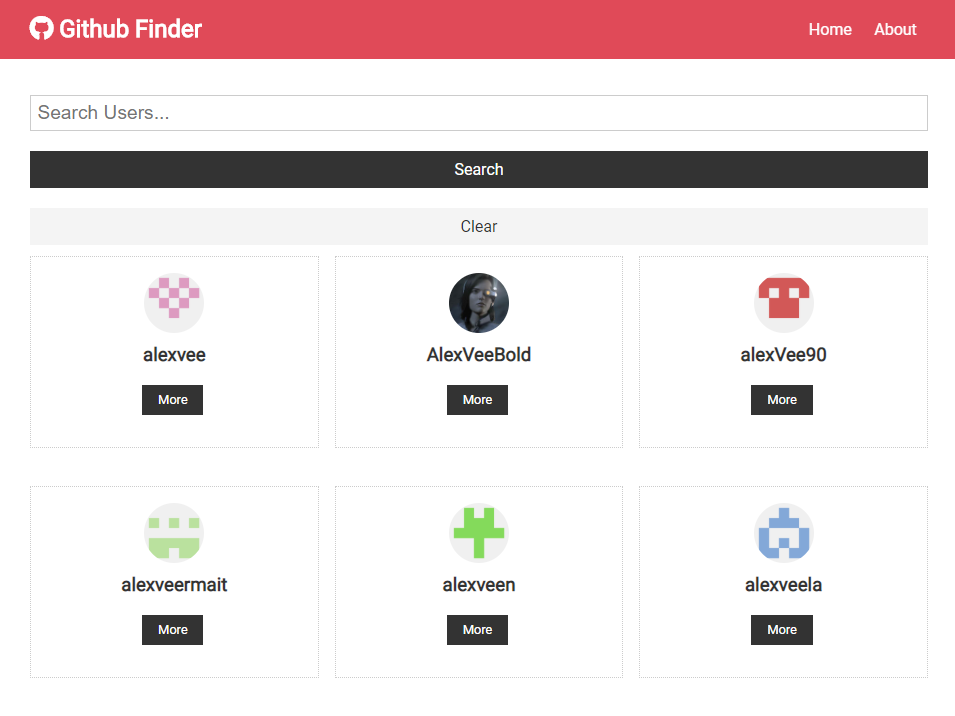 Github Finder
Home About
Search Users...
Search
Clear
alexvee AlexVeeBold alexVee90
More More More
alexveermait alexveen alexveela
More More More